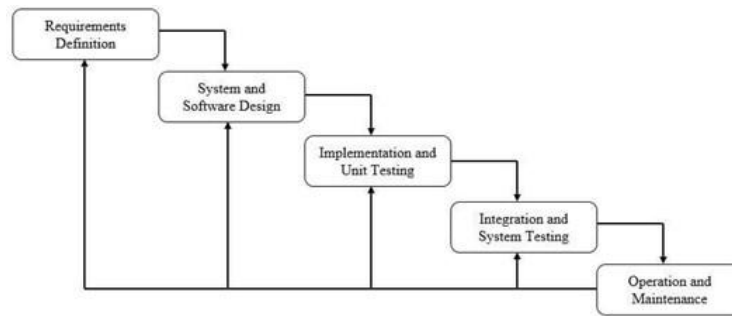 Requirements
Definition
System and
Software Design
Implementation and
Unit Testing
Integration and
System Testing
Operation and
Maintenance